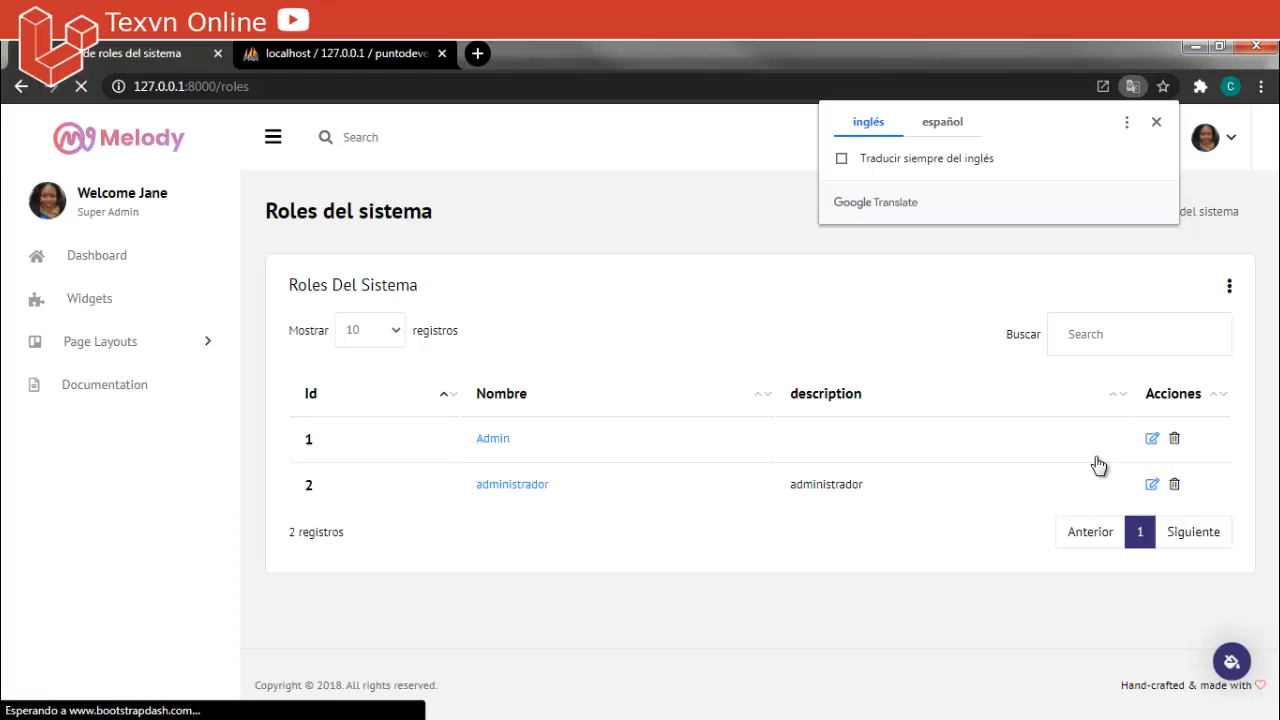 Texvn Online
de roles del sistema
localhost / 127.0.0.1 / puntodeve
127.0.0.1:8000/roles
C
inglés
español
Traducir siempre del inglés
Google Translate
Melody
Search
Welcome Jane
Super Admin
Dashboard
Widgets
Page Layouts
Documentation
Roles del sistema
del sistema
Roles Del Sistema
Mostrar 10 registros
Buscar Search
Id Nombre description Acciones
1 Admin
2 administrador administrador
2 registros
Anterior 1 Siguiente
Copyright © 2018. All rights reserved.
Hand-crafted & made with
Esperando a www.bootstrapdash.com...